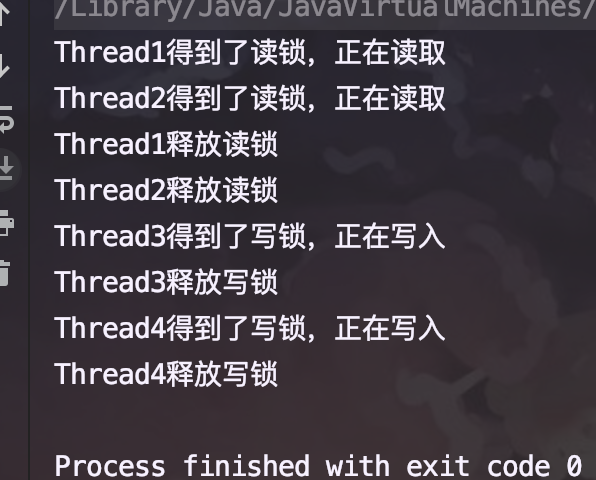 /Library/Java/JavaVirtualMachines/
Thread1得到了读锁，正在读取
Thread2得到了读锁，正在读取
Thread1释放读锁
Thread2释放读锁
Thread3得到了写锁，正在写入
Thread3释放写锁
Thread4得到了写锁，正在写入
Thread4释放写锁
Process finished with exit code 0